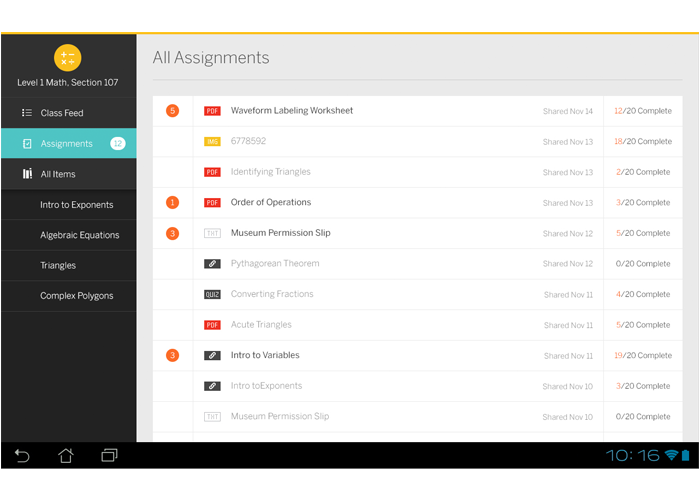 Level 1 Math, Section 107
Class Feed
Assignments 12
All Items
Intro to Exponents
Algebraic Equations
Triangles
Complex Polygons
All Assignments
5 PDF Waveform Labeling Worksheet Shared Nov 14 12/20 Complete
IMG 6778592 Shared Nov 13 18/20 Complete
PDF Identifying Triangles Shared Nov 13 2/20 Complete
1 PDF Order of Operations Shared Nov 13 3/20 Complete
3 TXT Museum Permission Slip Shared Nov 12 5/20 Complete
Pythagorean Theorem Shared Nov 12 0/20 Complete
QUIZ Converting Fractions Shared Nov 11 4/20 Complete
PDF Acute Triangles Shared Nov 11 5/20 Complete
3 Intro to Variables Shared Nov 11 19/20 Complete
Intro toExponents Shared Nov 10 3/20 Complete
TXT Museum Permission Slip Shared Nov 10 0/20 Complete
10:16